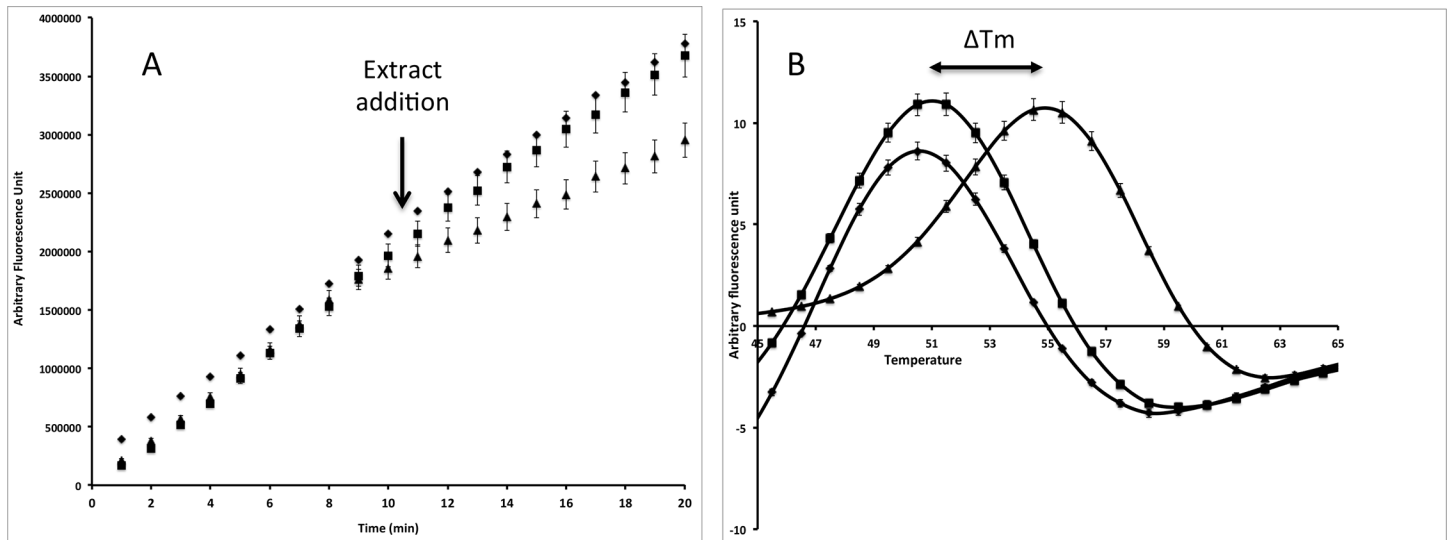 A
Extract
addition
Arbitrary Fluorescence Unit
4000000
3500000
3000000
2500000
2000000
1500000
1000000
500000
0
0 2 4 6 8 10 12 14 16 18 20
Time (min)
B
ΔTm
Arbitrary fluorescence unit
15
10
5
0
-5
-10
45 47 49 51 53 55 57 59 61 63 65
Temperature